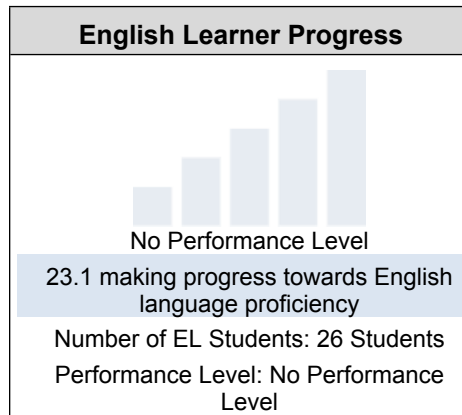 English Learner Progress
No Performance Level
23.1 making progress towards English
language proficiency
Number of EL Students: 26 Students
Performance Level: No Performance
Level